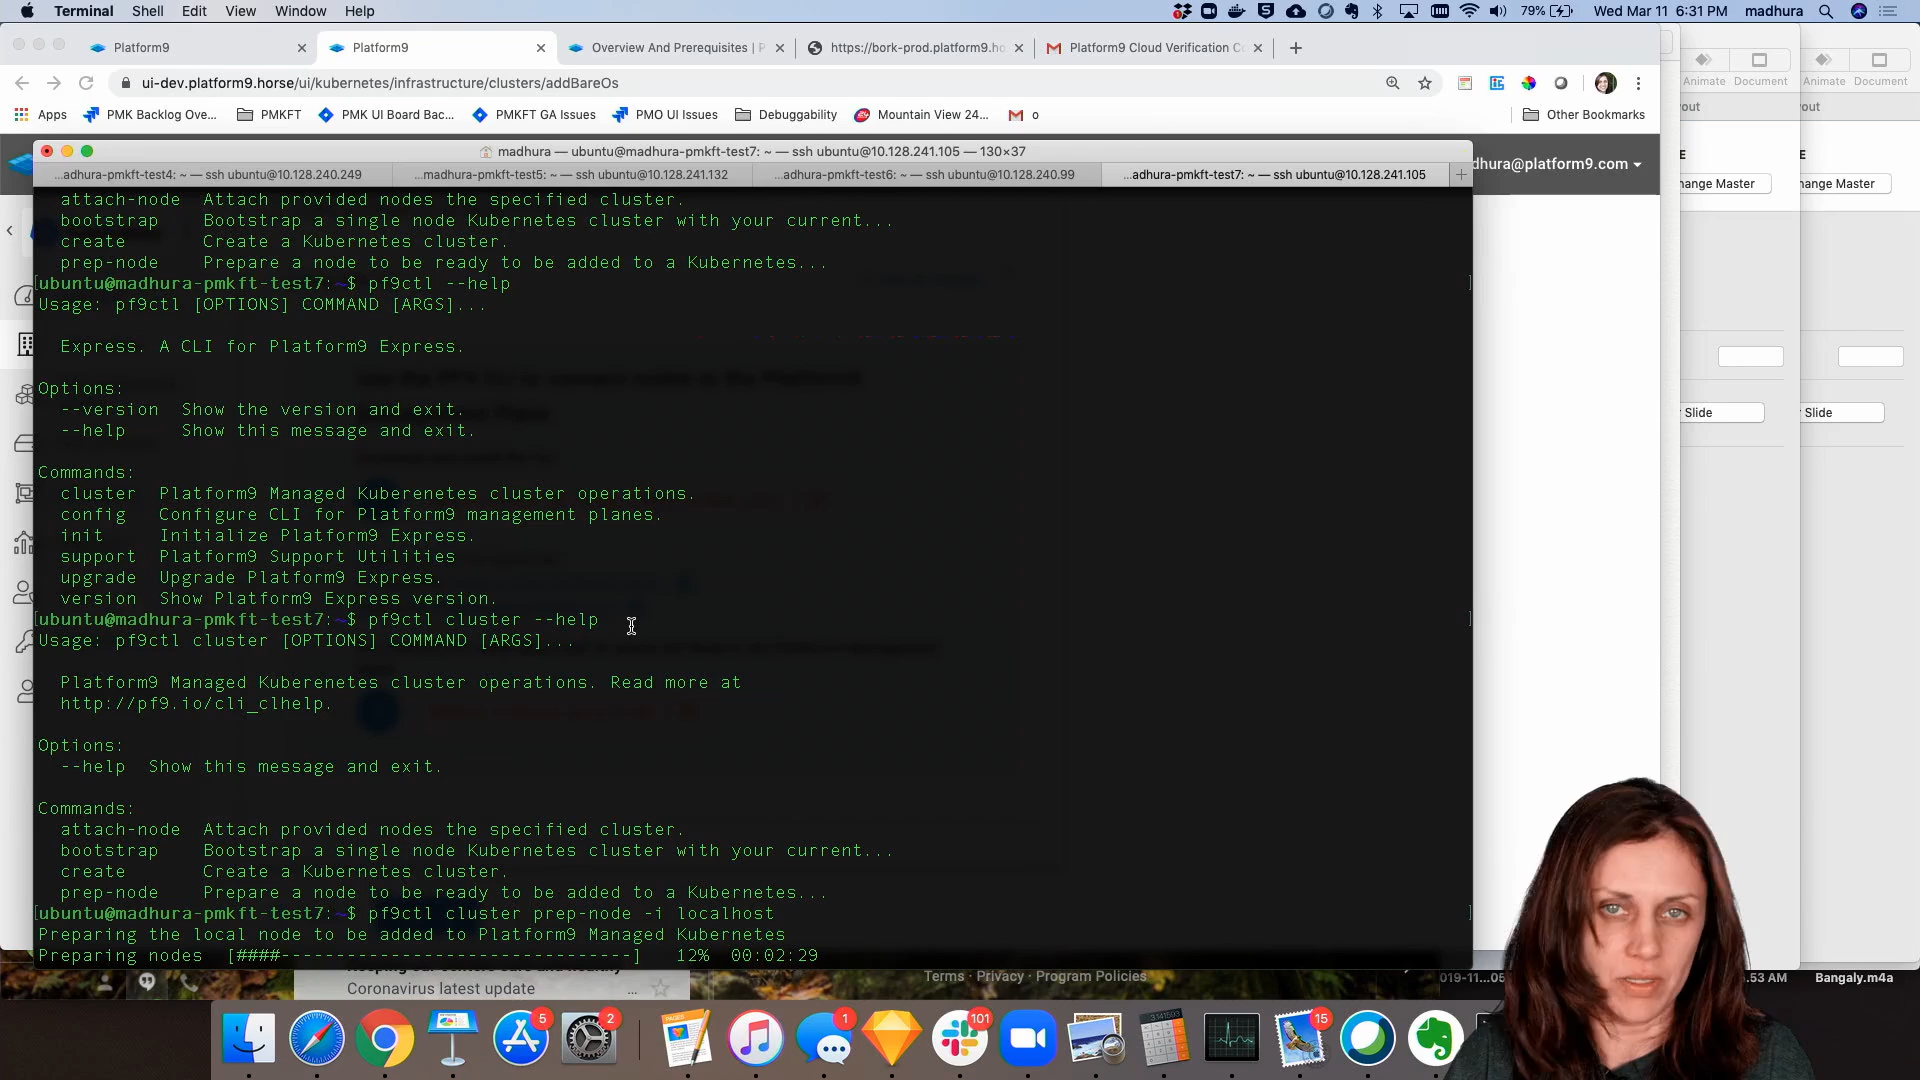 Terminal Shell Edit View Window Help 79% Wed Mar 11 6:31 PM madhura
Platform9 Platform9 Overview And Prerequisites | P https://bork-prod.platform9.ho Platform9 Cloud Verification Co
ui-dev.platform9.horse/ui/kubernetes/infrastructure/clusters/addBareOs
Animate Document Animate Document
Apps PMK Backlog Ove... PMKFT PMK UI Board Bac... PMKFT GA Issues PMO UI Issues Debuggability Mountain View 24... o Other Bookmarks
madhura — ubuntu@madhura-pmkft-test7: ~ — ssh ubuntu@10.128.241.105 — 130×37
dhura@platform9.com
...adhura-pmkft-test4: ~ — ssh ubuntu@10.128.240.249 ...madhura-pmkft-test5: ~ — ssh ubuntu@10.128.241.132 ...adhura-pmkft-test6: ~ — ssh ubuntu@10.128.240.99 ...adhura-pmkft-test7: ~ — ssh ubuntu@10.128.241.105
hange Master hange Master
attach-node Attach provided nodes the specified cluster.
bootstrap Bootstrap a single node Kubernetes cluster with your current...
create Create a Kubernetes cluster.
prep-node Prepare a node to be ready to be added to a Kubernetes...
[ubuntu@madhura-pmkft-test7:~$ pf9ctl --help ]
Usage: pf9ctl [OPTIONS] COMMAND [ARGS]...
Express. A CLI for Platform9 Express.
Options:
--version Show the version and exit.
--help Show this message and exit.
Slide Slide
Commands:
cluster Platform9 Managed Kuberenetes cluster operations.
config Configure CLI for Platform9 management planes.
init Initialize Platform9 Express.
support Platform9 Support Utilities
upgrade Upgrade Platform9 Express.
version Show Platform9 Express version.
[ubuntu@madhura-pmkft-test7:~$ pf9ctl cluster --help ]
Usage: pf9ctl cluster [OPTIONS] COMMAND [ARGS]...
Platform9 Managed Kuberenetes cluster operations. Read more at
http://pf9.io/cli_clhelp.
Options:
--help Show this message and exit.
Commands:
attach-node Attach provided nodes the specified cluster.
bootstrap Bootstrap a single node Kubernetes cluster with your current...
create Create a Kubernetes cluster.
prep-node Prepare a node to be ready to be added to a Kubernetes...
[ubuntu@madhura-pmkft-test7:~$ pf9ctl cluster prep-node -i localhost ]
Preparing the local node to be added to Platform9 Managed Kubernetes
Preparing nodes [####--------------------------------] 12% 00:02:29
Terms · Privacy · Program Policies
019-11...05 .53 AM Bangaly.m4a
Coronavirus latest update ...
5 2 1 101 15
PAGES